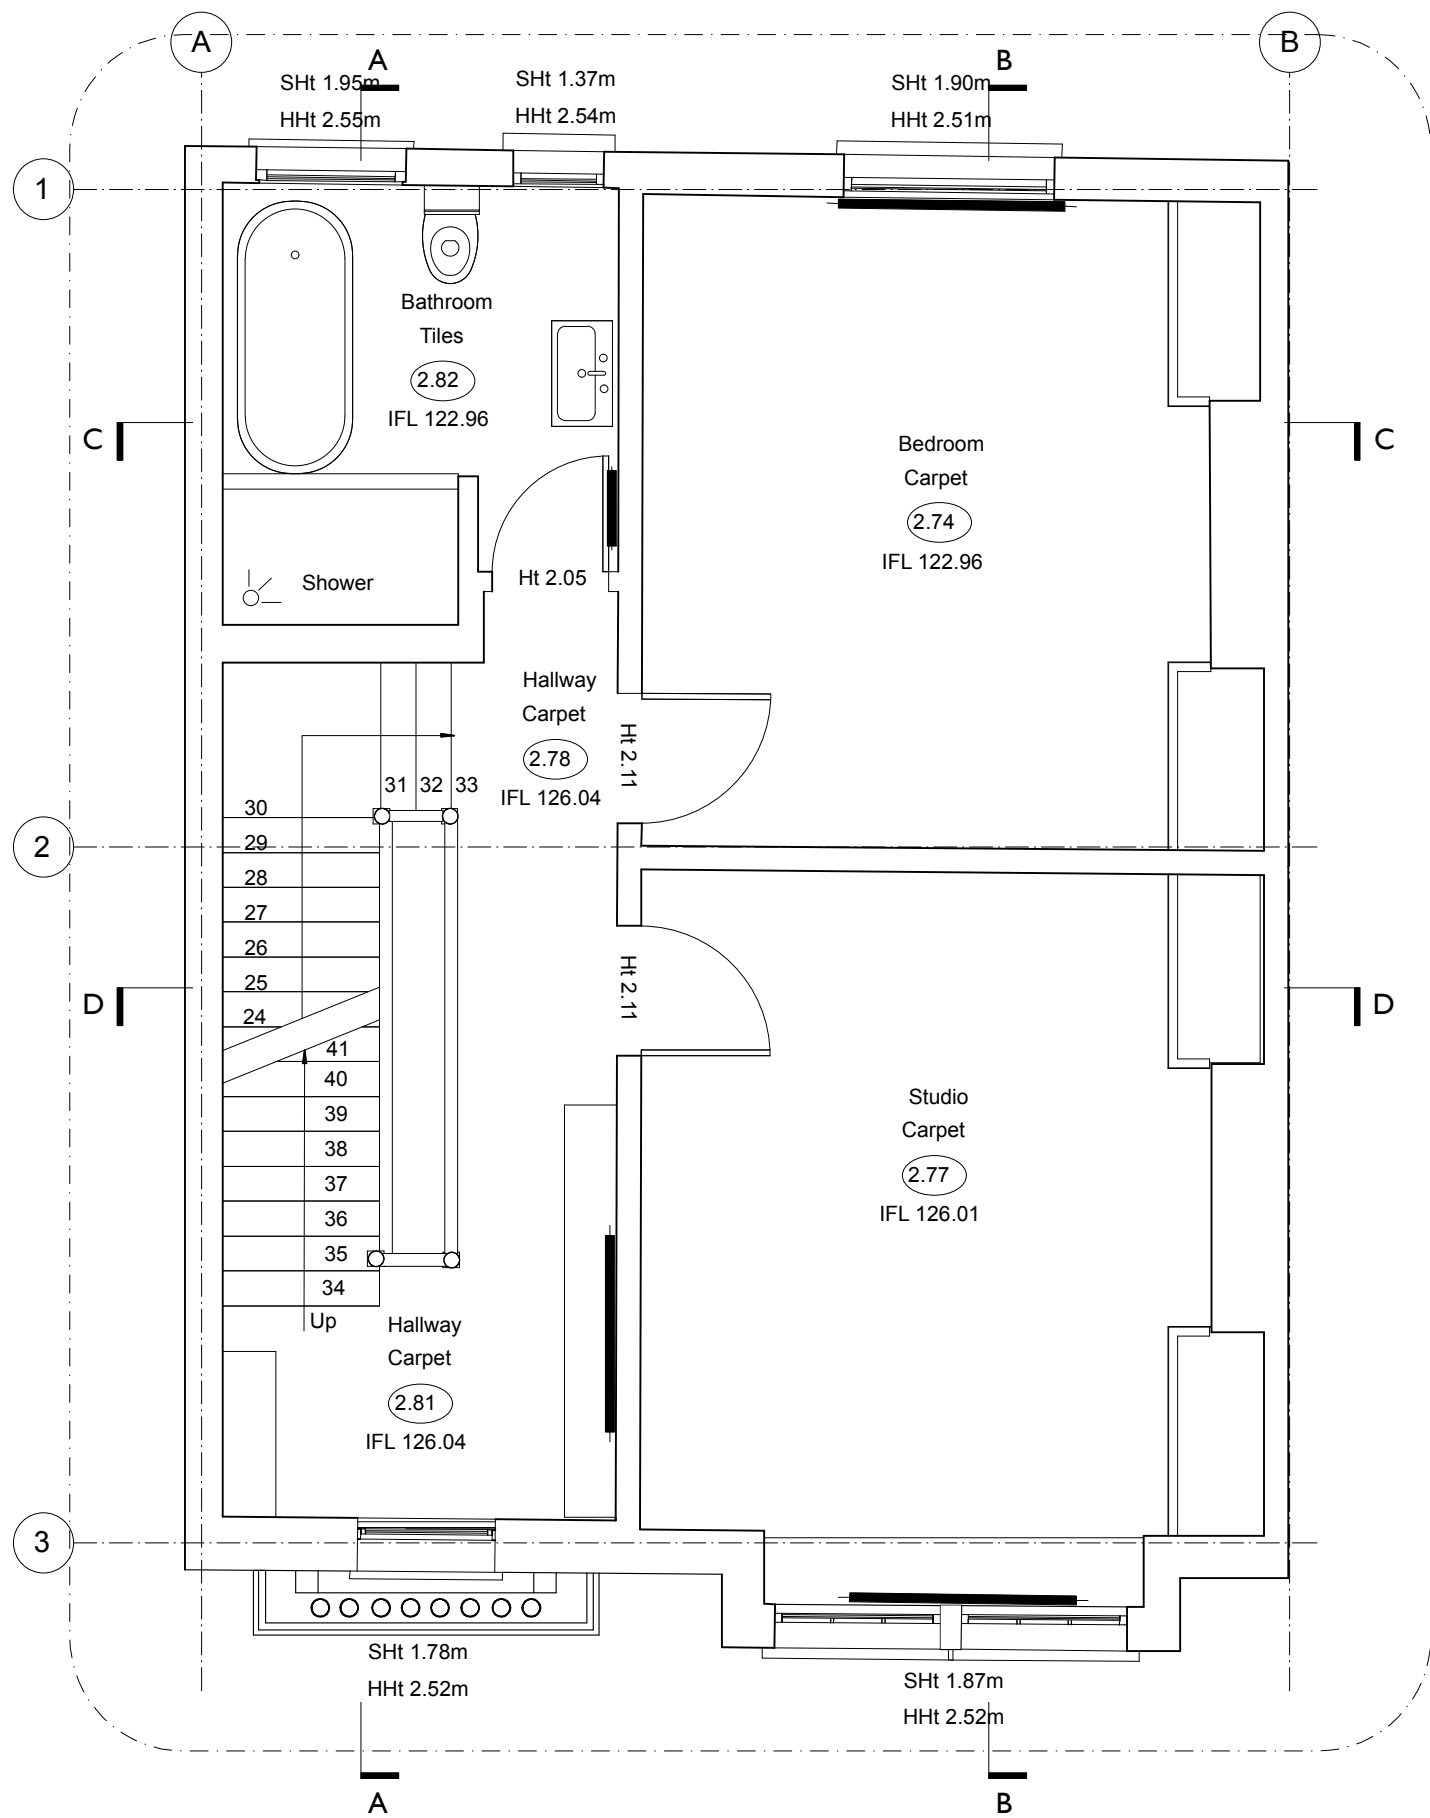 A
B
A
B
SHt 1.95m
HHt 2.55m
SHt 1.37m
HHt 2.54m
SHt 1.90m
HHt 2.51m
1
Bathroom
Tiles
2.82
IFL 122.96
C
C
Bedroom
Carpet
2.74
IFL 122.96
Shower
Ht 2.05
Hallway
Carpet
2.78
IFL 126.04
Ht 2.11
31 32 33
30
29
2
28
27
26
25
24
Ht 2.11
D
D
41
40
39
38
37
36
35
34
Up
Studio
Carpet
2.77
IFL 126.01
Hallway
Carpet
2.81
IFL 126.04
3
SHt 1.78m
HHt 2.52m
SHt 1.87m
HHt 2.52m
A
B